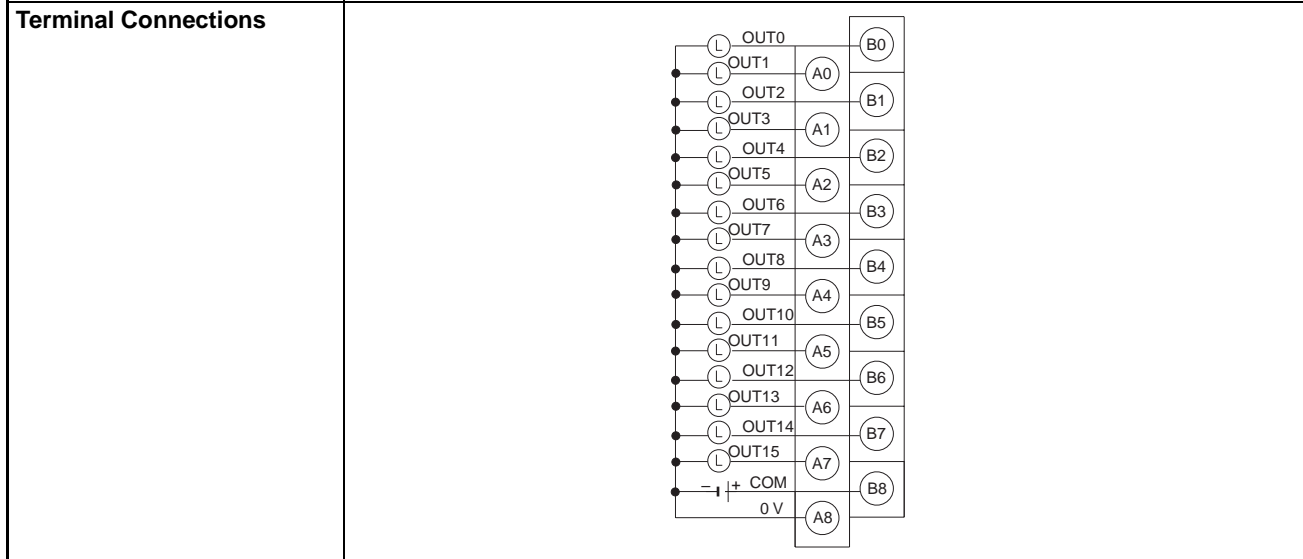 Terminal Connections
L OUT0 B0
L OUT1 A0
L OUT2 B1
L OUT3 A1
L OUT4 B2
L OUT5 A2
L OUT6 B3
L OUT7 A3
L OUT8 B4
L OUT9 A4
L OUT10 B5
L OUT11 A5
L OUT12 B6
L OUT13 A6
L OUT14 B7
L OUT15 A7
– + COM B8
0 V A8